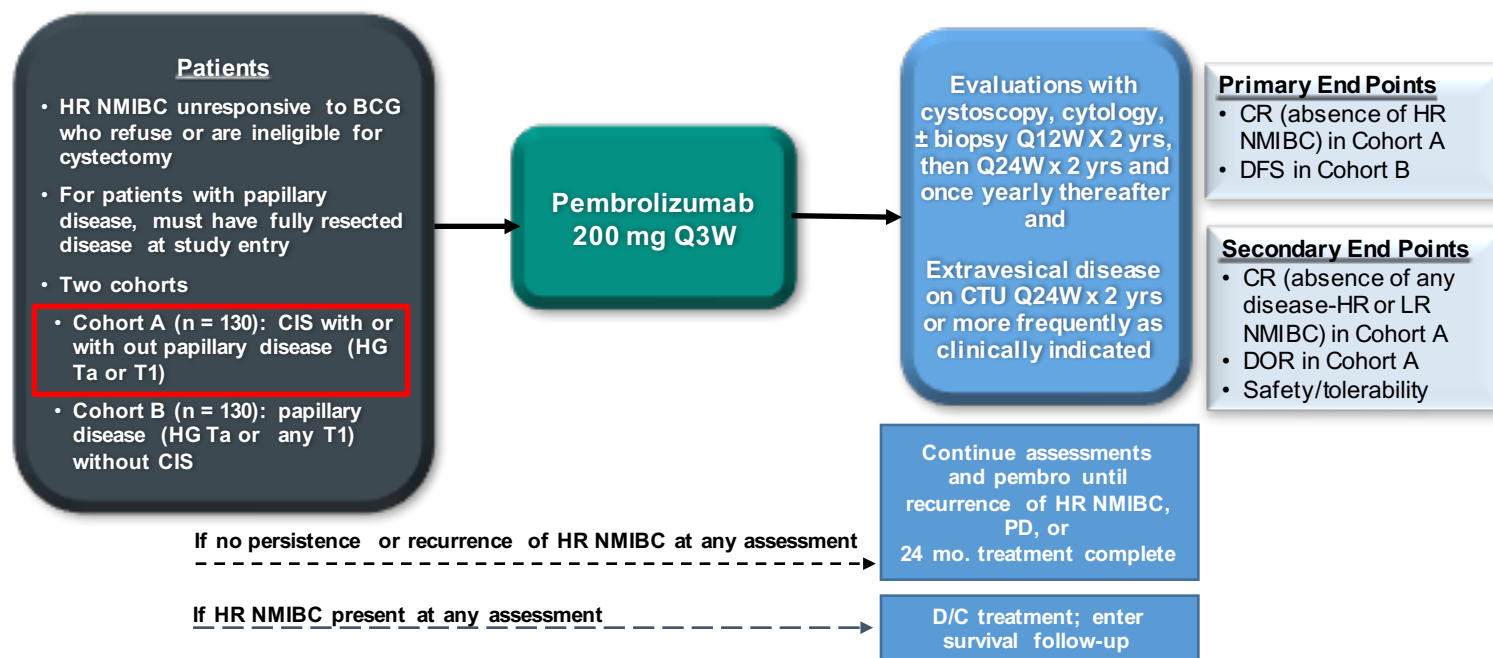 Patients
• HR NMIBC unresponsive to BCG
who refuse or are ineligible for
cystectomy
• For patients with papillary
disease, must have fully resected
disease at study entry
• Two cohorts
• Cohort A (n = 130): CIS with or
with out papillary disease (HG
Ta or T1)
• Cohort B (n = 130): papillary
disease (HG Ta or any T1)
without CIS
Pembrolizumab
200 mg Q3W
Evaluations with
cystoscopy, cytology,
± biopsy Q12W X 2 yrs,
then Q24W x 2 yrs and
once yearly thereafter
and
Extravesical disease
on CTU Q24W x 2 yrs
or more frequently as
clinically indicated
Primary End Points
• CR (absence of HR
NMIBC) in Cohort A
• DFS in Cohort B
Secondary End Points
• CR (absence of any
disease-HR or LR
NMIBC) in Cohort A
• DOR in Cohort A
• Safety/tolerability
If no persistence or recurrence of HR NMIBC at any assessment
Continue assessments
and pembro until
recurrence of HR NMIBC,
PD, or
24 mo. treatment complete
If HR NMIBC present at any assessment
D/C treatment; enter
survival follow-up